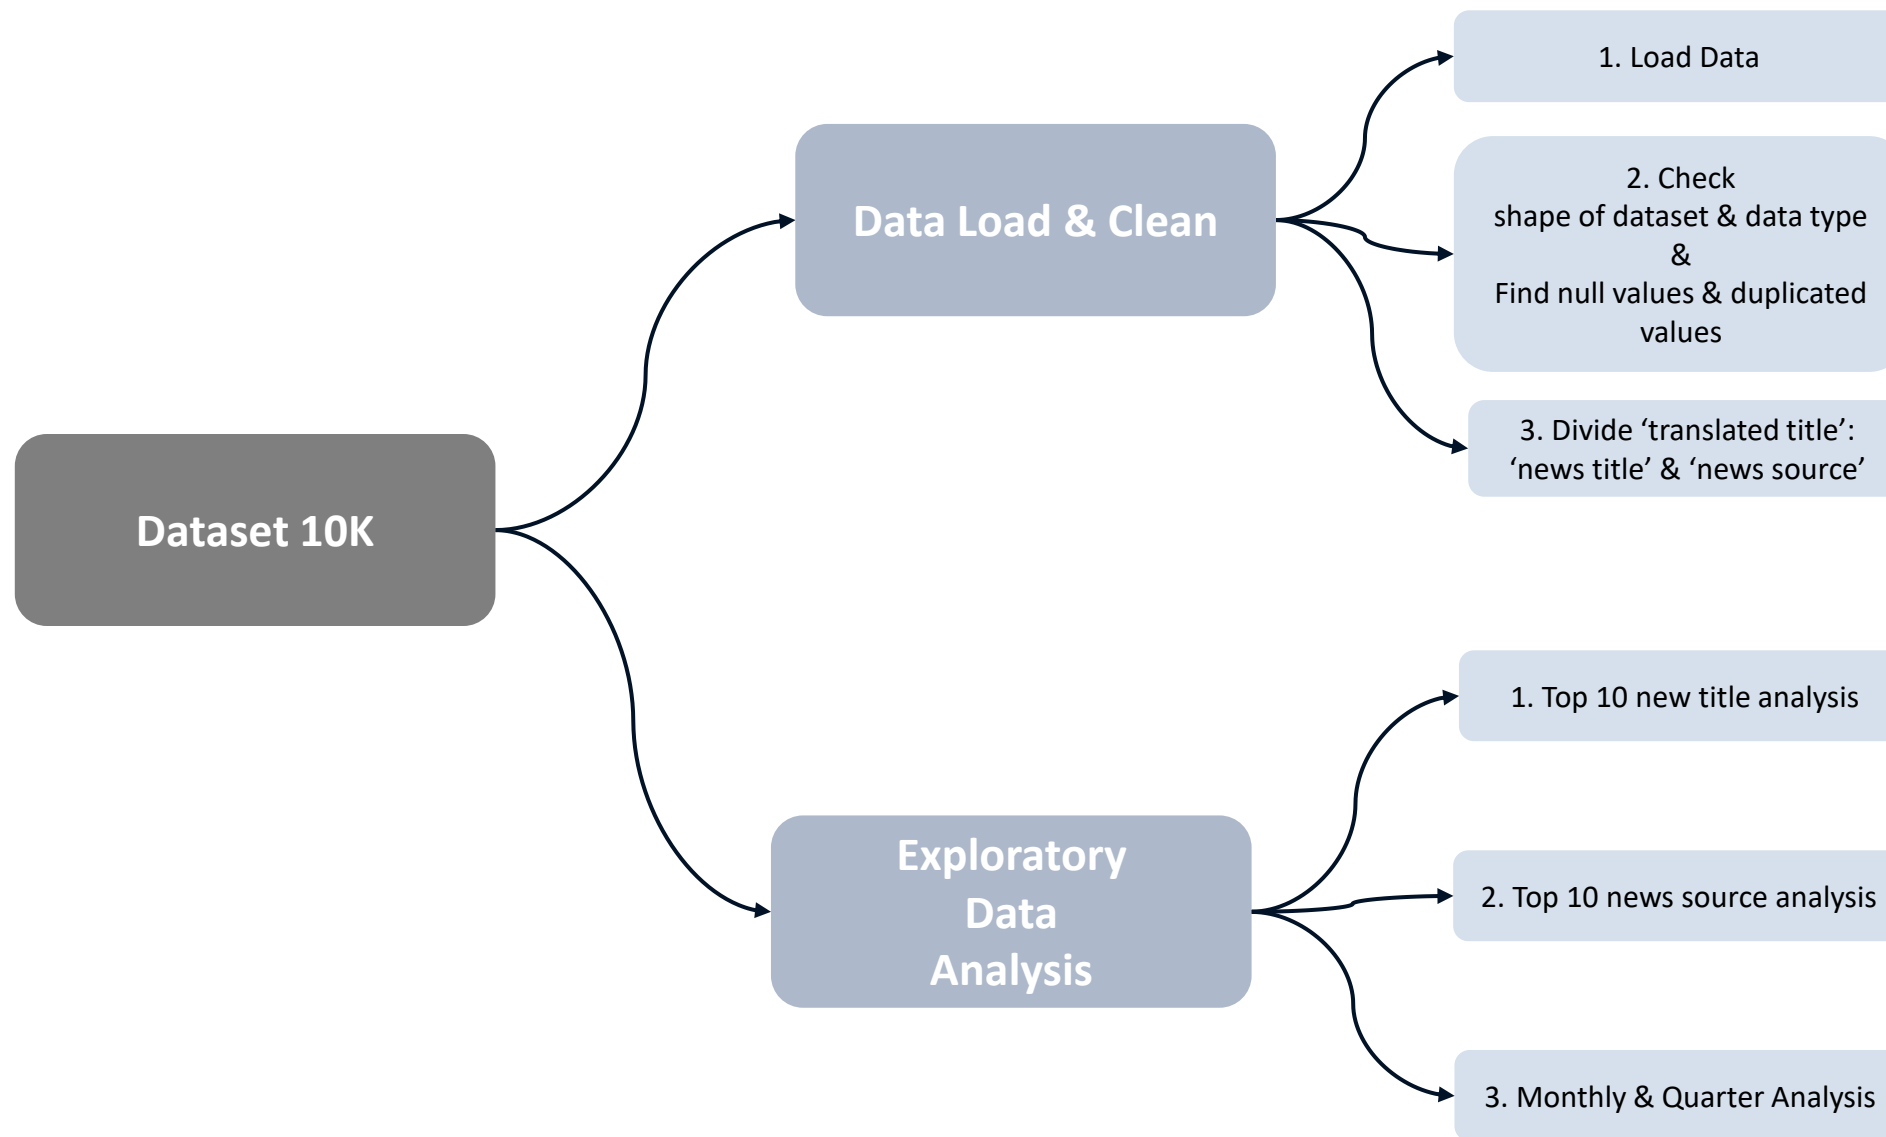 Dataset 10K
Data Load & Clean
1. Load Data
2. Check
shape of dataset & data type
&
Find null values & duplicated
values
3. Divide ‘translated title’:
‘news title’ & ‘news source’
Exploratory
Data
Analysis
1. Top 10 new title analysis
2. Top 10 news source analysis
3. Monthly & Quarter Analysis